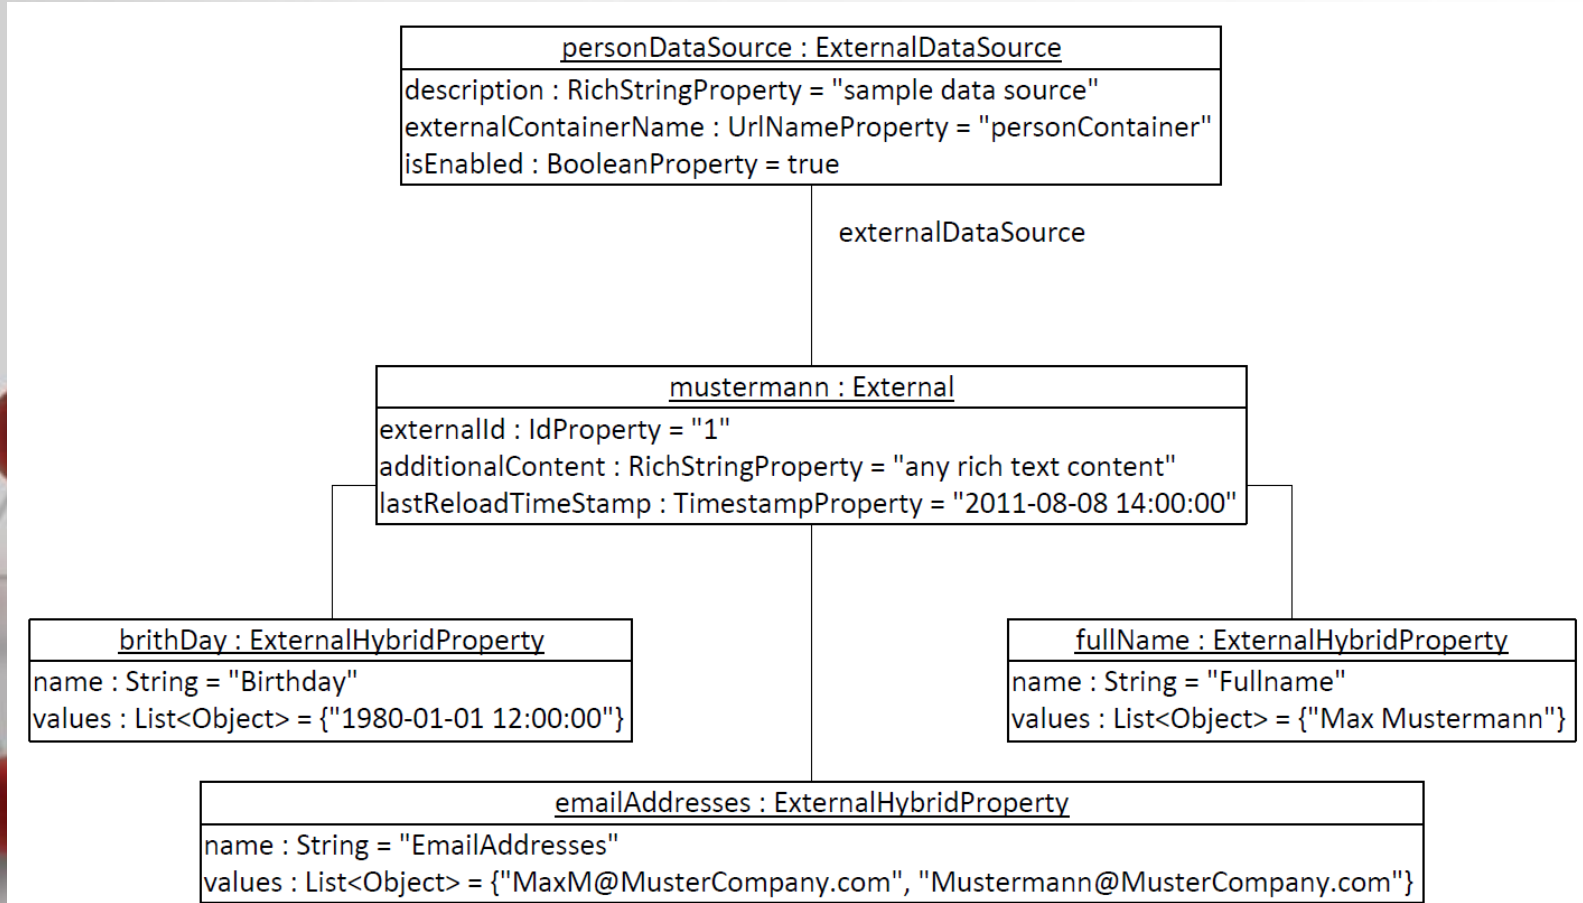 personDataSource : ExternalDataSource
description : RichStringProperty = "sample data source"
externalContainerName : UrlNameProperty = "personContainer"
isEnabled : BooleanProperty = true
externalDataSource
mustermann : External
externalId : IdProperty = "1"
additionalContent : RichStringProperty = "any rich text content"
lastReloadTimeStamp : TimestampProperty = "2011-08-08 14:00:00"
brithDay : ExternalHybridProperty
name : String = "Birthday"
values : List<Object> = {"1980-01-01 12:00:00"}
fullName : ExternalHybridProperty
name : String = "Fullname"
values : List<Object> = {"Max Mustermann"}
emailAddresses : ExternalHybridProperty
name : String = "EmailAddresses"
values : List<Object> = {"MaxM@MusterCompany.com", "Mustermann@MusterCompany.com"}